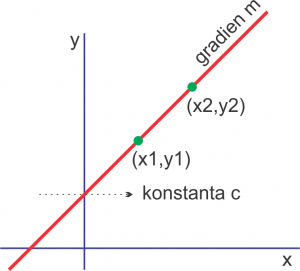 y
gradien m
(x2,y2)
(x1,y1)
konstanta c
x